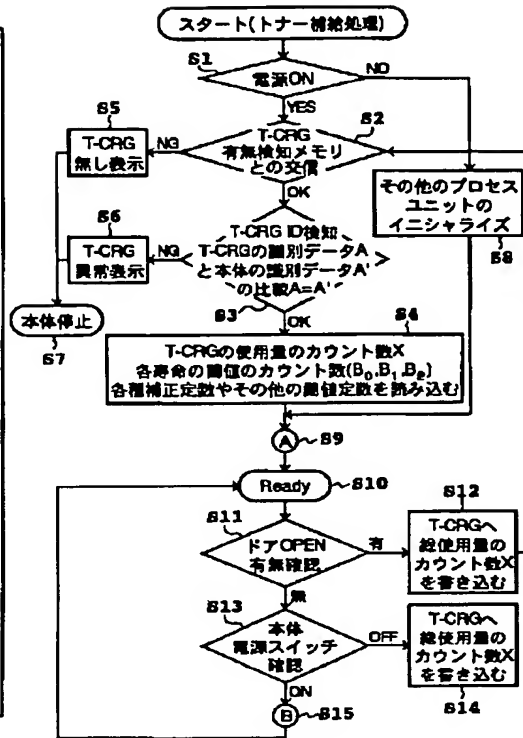 スタート(トナー補給処理)
S1
電源ON
NO
YES
S5
T-CRG
無し表示
NG
S2
T-CRG
有無検知メモリ
との交信
OK
その他のプロセス
ユニットの
イニシャライズ
S8
S6
T-CRG
異常表示
NG
T-CRG ID検知
T-CRGの識別データA
と本体の識別データA'
の比較A=A'
S3
OK
本体停止
S7
S4
T-CRGの使用量のカウント数X
各寿命の閾値のカウント数(B0,B1,B2)
各種補正定数やその他の閾値定数を読み込む
A
S9
Ready
S10
S11
ドアOPEN
有無確認
有
無
S12
T-CRGへ
総使用量の
カウント数X
を書き込む
S13
本体
電源スイッチ
確認
OFF
ON
T-CRGへ
総使用量の
カウント数X
を書き込む
S14
B
S15